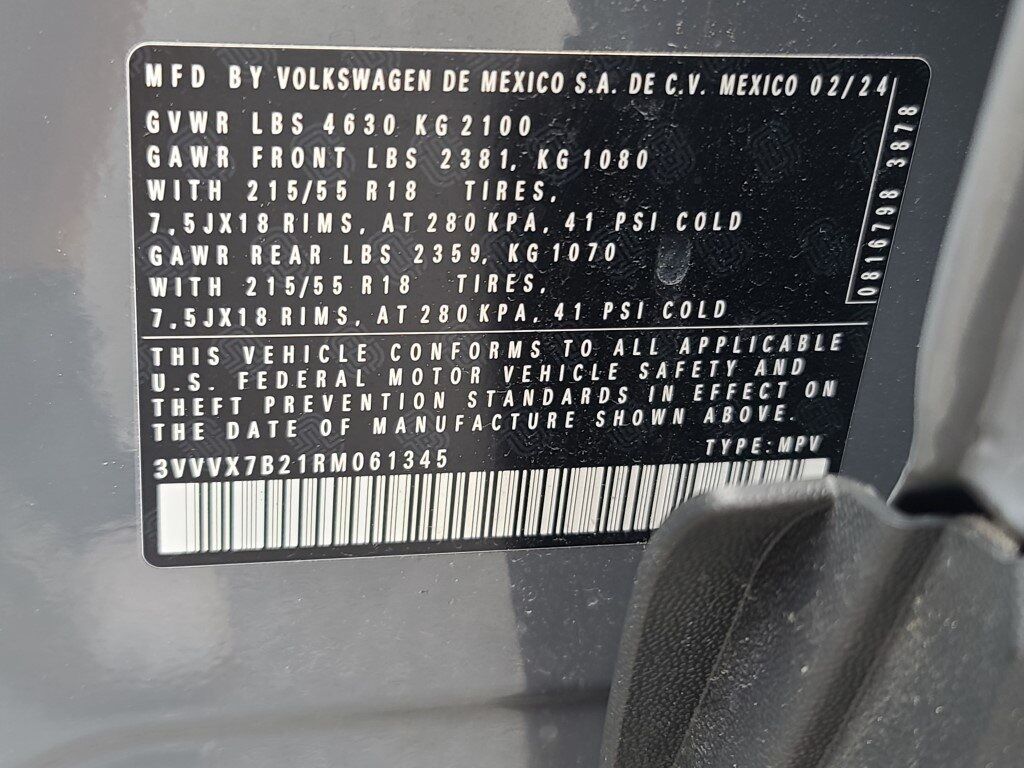 MFD BY VOLKSWAGEN DE MEXICO S.A. DE C.V. MEXICO 02/24
GVWR LBS 4630 KG 2100
GAWR FRONT LBS 2381, KG 1080
WITH 215/55 R18 TIRES,
7,5JX18 RIMS, AT 280 KPA, 41 PSI COLD
GAWR REAR LBS 2359, KG 1070
WITH 215/55 R18 TIRES,
7,5JX18 RIMS, AT 280 KPA, 41 PSI COLD
0816798 3878
THIS VEHICLE CONFORMS TO ALL APPLICABLE
U.S. FEDERAL MOTOR VEHICLE SAFETY AND
THEFT PREVENTION STANDARDS IN EFFECT ON
THE DATE OF MANUFACTURE SHOWN ABOVE.
3VVVX7B21RM061345 TYPE: MPV